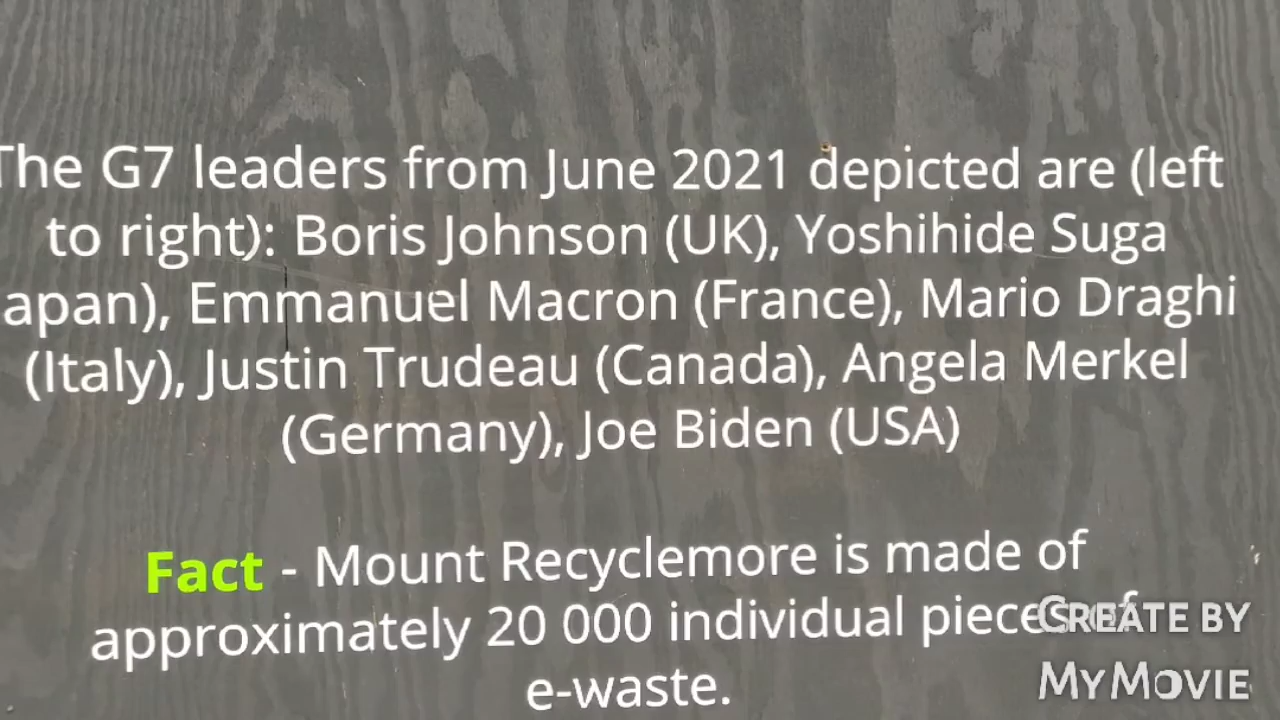 The G7 leaders from June 2021 depicted are (left
to right): Boris Johnson (UK), Yoshihide Suga
apan), Emmanuel Macron (France), Mario Draghi
(Italy), Justin Trudeau (Canada), Angela Merkel
(Germany), Joe Biden (USA)
Fact - Mount Recyclemore is made of
approximately 20 000 individual pieces of
e-waste.
CREATE BY
MYMOVIE